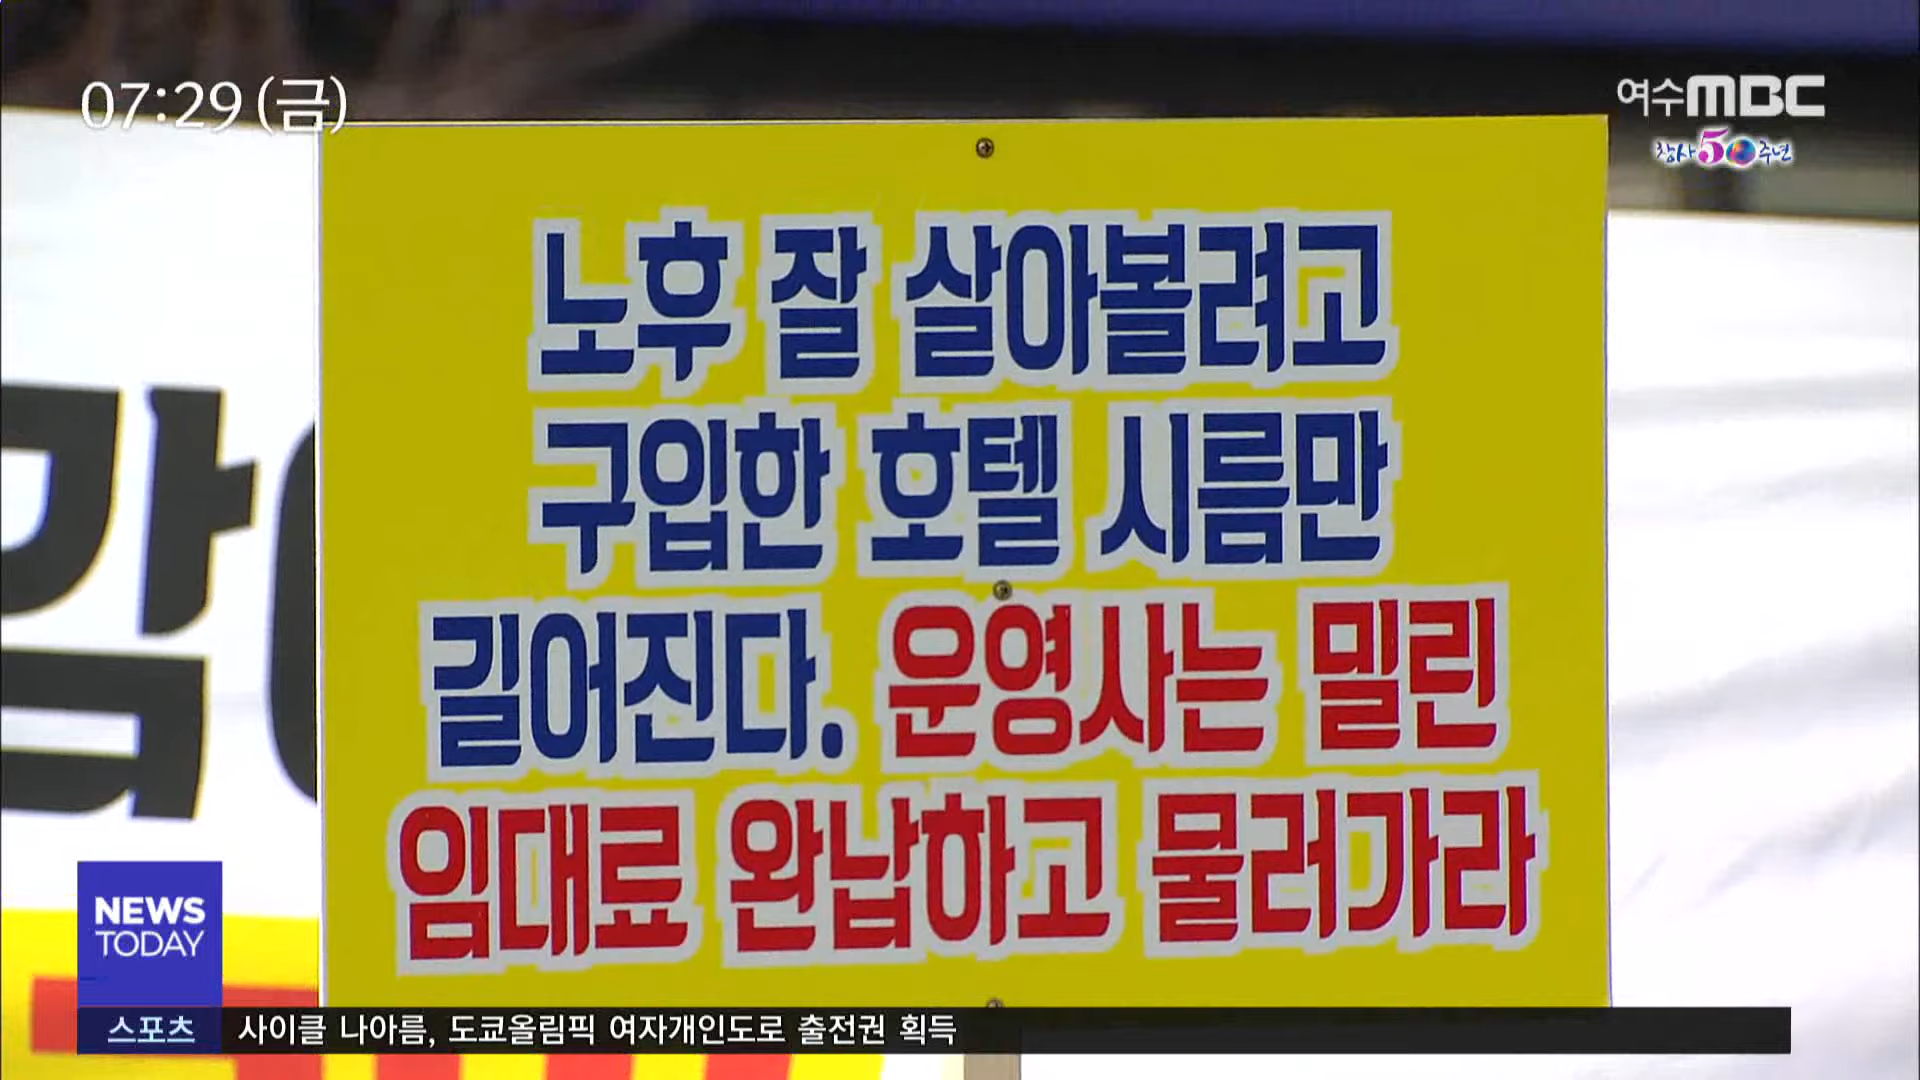 07:29 (금)
여수MBC
창사50주년
노후 잘 살아볼려고
구입한 호텔 시름만
길어진다. 운영사는 밀린
임대료 완납하고 물러가라
NEWS
TODAY
스포츠 사이클 나아름, 도쿄올림픽 여자개인도로 출전권 획득